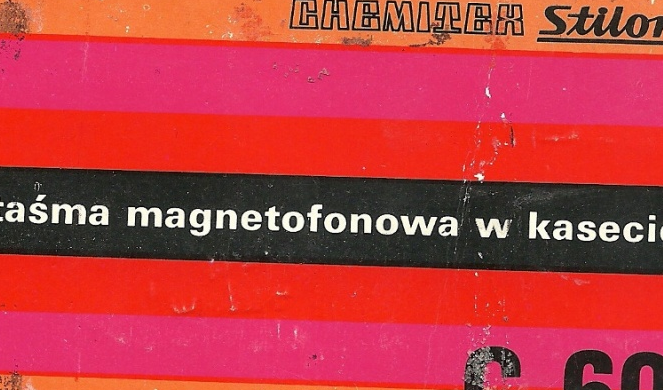 CHEMITEX Stilon
taśma magnetofonowa w kasecie
C 60